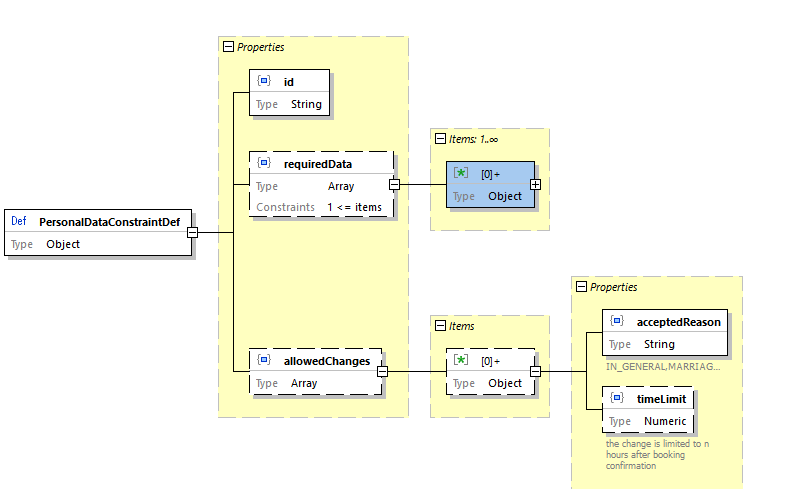 Properties
id
Type String
requiredData
Type Array
Constraints 1 <= items
Items: 1..∞
[0]+
Type Object
Def PersonalDataConstraintDef
Type Object
Properties
acceptedReason
Type String
IN_GENERAL,MARRIAG...
Items
allowedChanges
Type Array
[0]+
Type Object
timeLimit
Type Numeric
the change is limited to n
hours after booking
confirmation